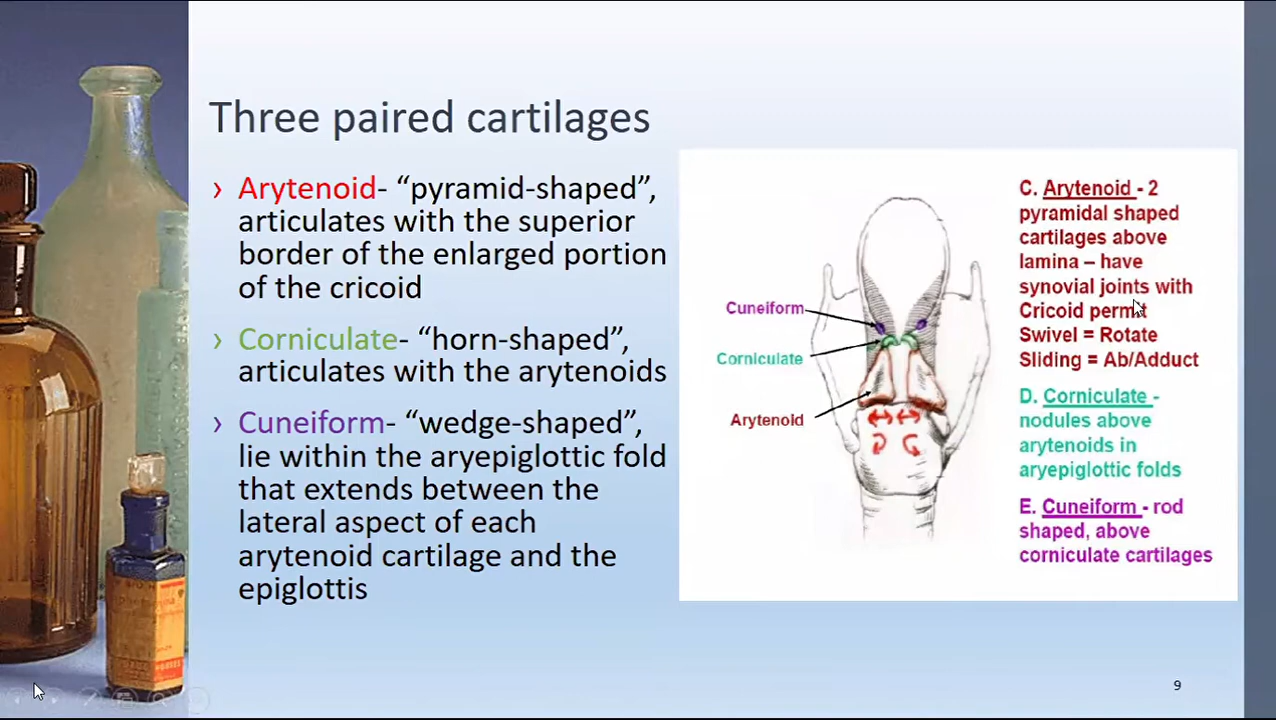 Three paired cartilages
› Arytenoid- “pyramid-shaped”,
articulates with the superior
border of the enlarged portion
of the cricoid
› Corniculate- “horn-shaped”,
articulates with the arytenoids
› Cuneiform- “wedge-shaped”,
lie within the aryepiglottic fold
that extends between the
lateral aspect of each
arytenoid cartilage and the
epiglottis
Cuneiform
Corniculate
Arytenoid
C. Arytenoid - 2
pyramidal shaped
cartilages above
lamina – have
synovial joints with
Cricoid permit
Swivel = Rotate
Sliding = Ab/Adduct
D. Corniculate -
nodules above
arytenoids in
aryepiglottic folds
E. Cuneiform - rod
shaped, above
corniculate cartilages
9